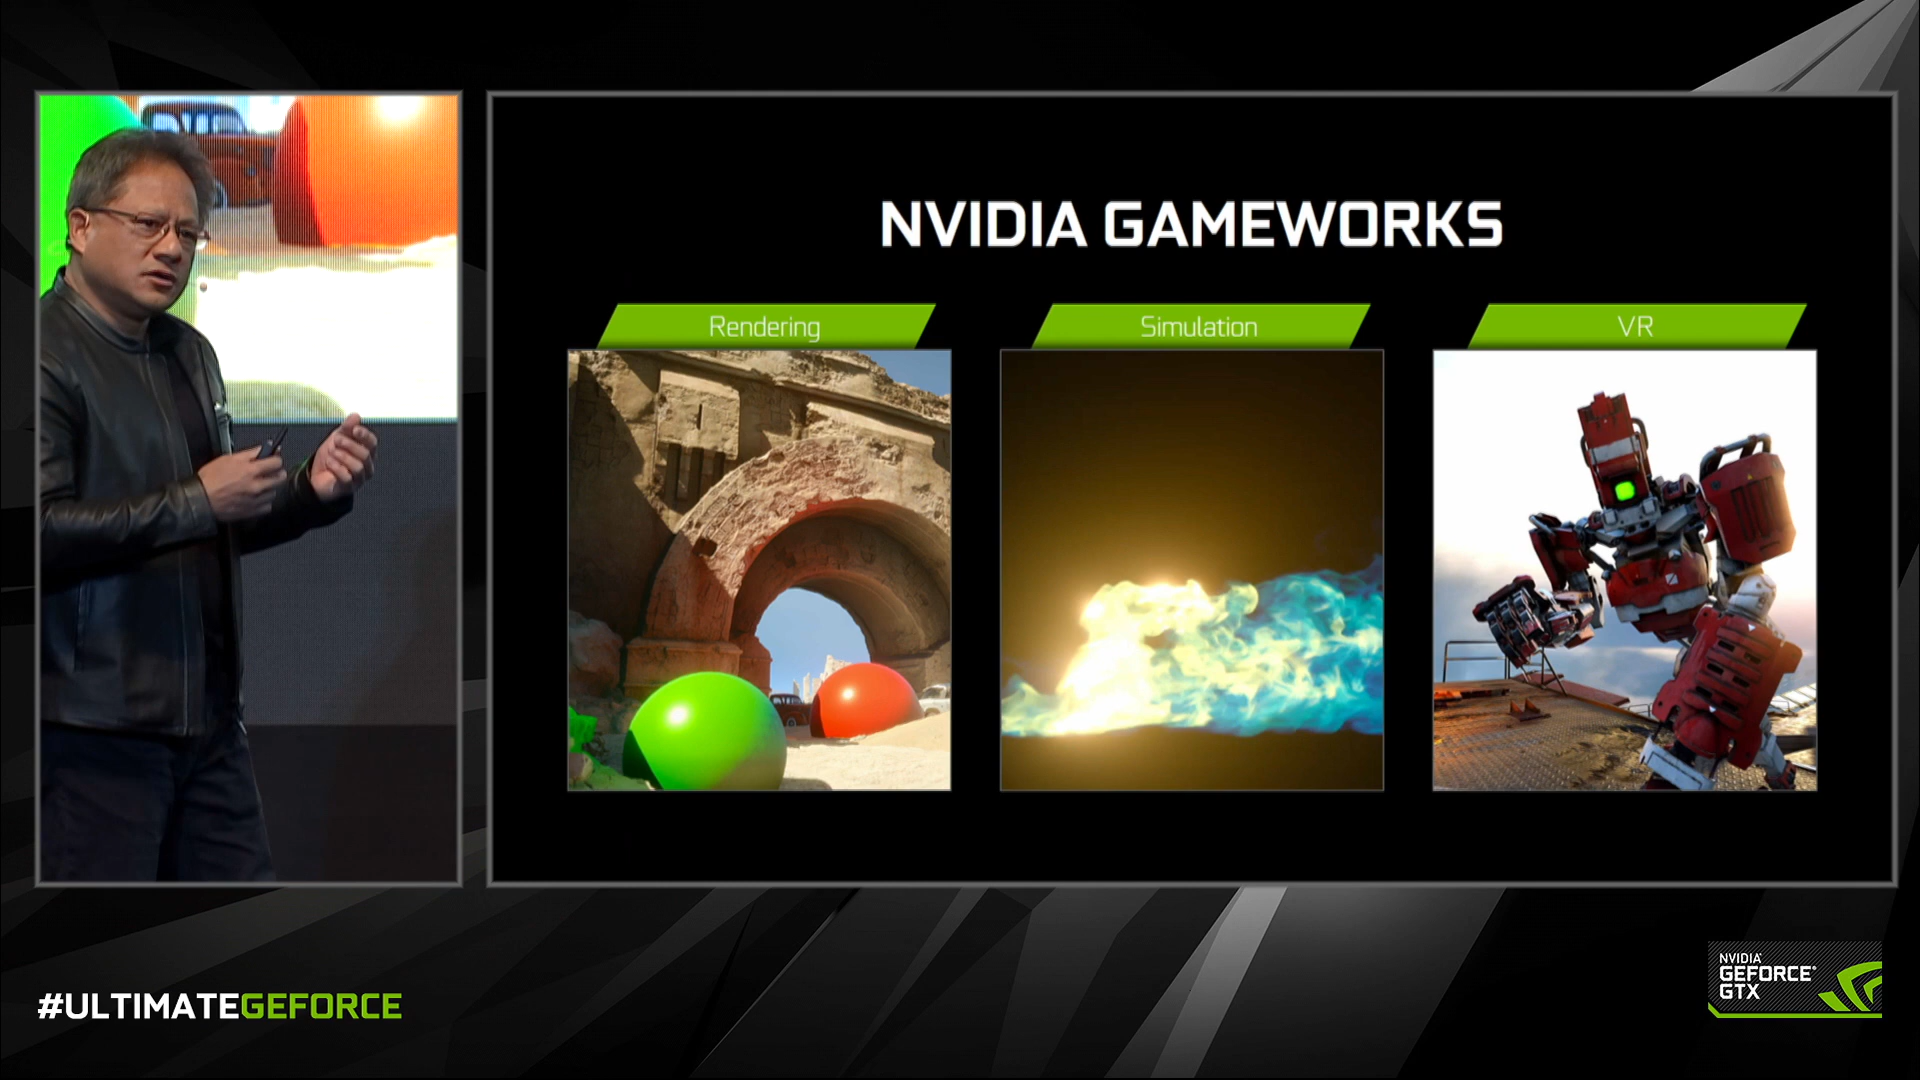 NVIDIA GAMEWORKS
Rendering
Simulation
VR
#ULTIMATEGEFORCE
NVIDIA®
GEFORCE®
GTX